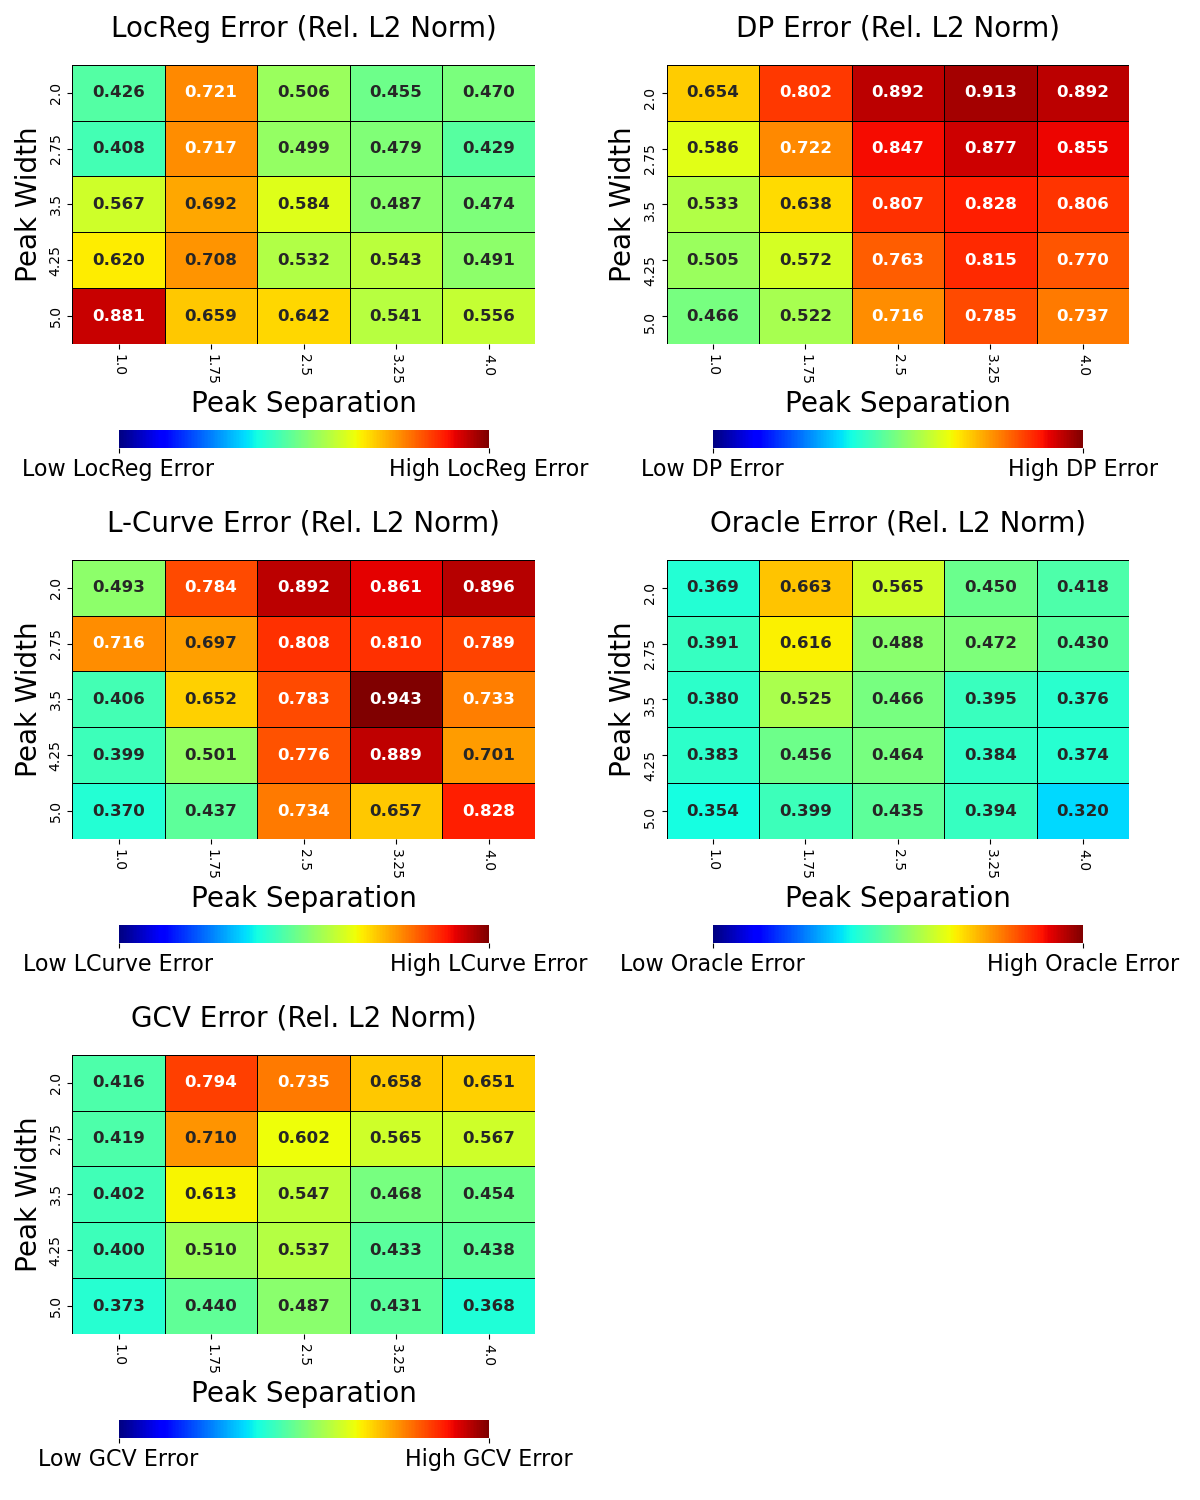 LocReg Error (Rel. L2 Norm)
Peak Width
2.0 0.426 0.721 0.506 0.455 0.470
2.75 0.408 0.717 0.499 0.479 0.429
3.5 0.567 0.692 0.584 0.487 0.474
4.25 0.620 0.708 0.532 0.543 0.491
5.0 0.881 0.659 0.642 0.541 0.556
1.0 1.75 2.5 3.25 4.0
Peak Separation
Low LocReg Error High LocReg Error
DP Error (Rel. L2 Norm)
Peak Width
2.0 0.654 0.802 0.892 0.913 0.892
2.75 0.586 0.722 0.847 0.877 0.855
3.5 0.533 0.638 0.807 0.828 0.806
4.25 0.505 0.572 0.763 0.815 0.770
5.0 0.466 0.522 0.716 0.785 0.737
1.0 1.75 2.5 3.25 4.0
Peak Separation
Low DP Error High DP Error
L-Curve Error (Rel. L2 Norm)
Peak Width
2.0 0.493 0.784 0.892 0.861 0.896
2.75 0.716 0.697 0.808 0.810 0.789
3.5 0.406 0.652 0.783 0.943 0.733
4.25 0.399 0.501 0.776 0.889 0.701
5.0 0.370 0.437 0.734 0.657 0.828
1.0 1.75 2.5 3.25 4.0
Peak Separation
Low LCurve Error High LCurve Error
Oracle Error (Rel. L2 Norm)
Peak Width
2.0 0.369 0.663 0.565 0.450 0.418
2.75 0.391 0.616 0.488 0.472 0.430
3.5 0.380 0.525 0.466 0.395 0.376
4.25 0.383 0.456 0.464 0.384 0.374
5.0 0.354 0.399 0.435 0.394 0.320
1.0 1.75 2.5 3.25 4.0
Peak Separation
Low Oracle Error High Oracle Error
GCV Error (Rel. L2 Norm)
Peak Width
2.0 0.416 0.794 0.735 0.658 0.651
2.75 0.419 0.710 0.602 0.565 0.567
3.5 0.402 0.613 0.547 0.468 0.454
4.25 0.400 0.510 0.537 0.433 0.438
5.0 0.373 0.440 0.487 0.431 0.368
1.0 1.75 2.5 3.25 4.0
Peak Separation
Low GCV Error High GCV Error